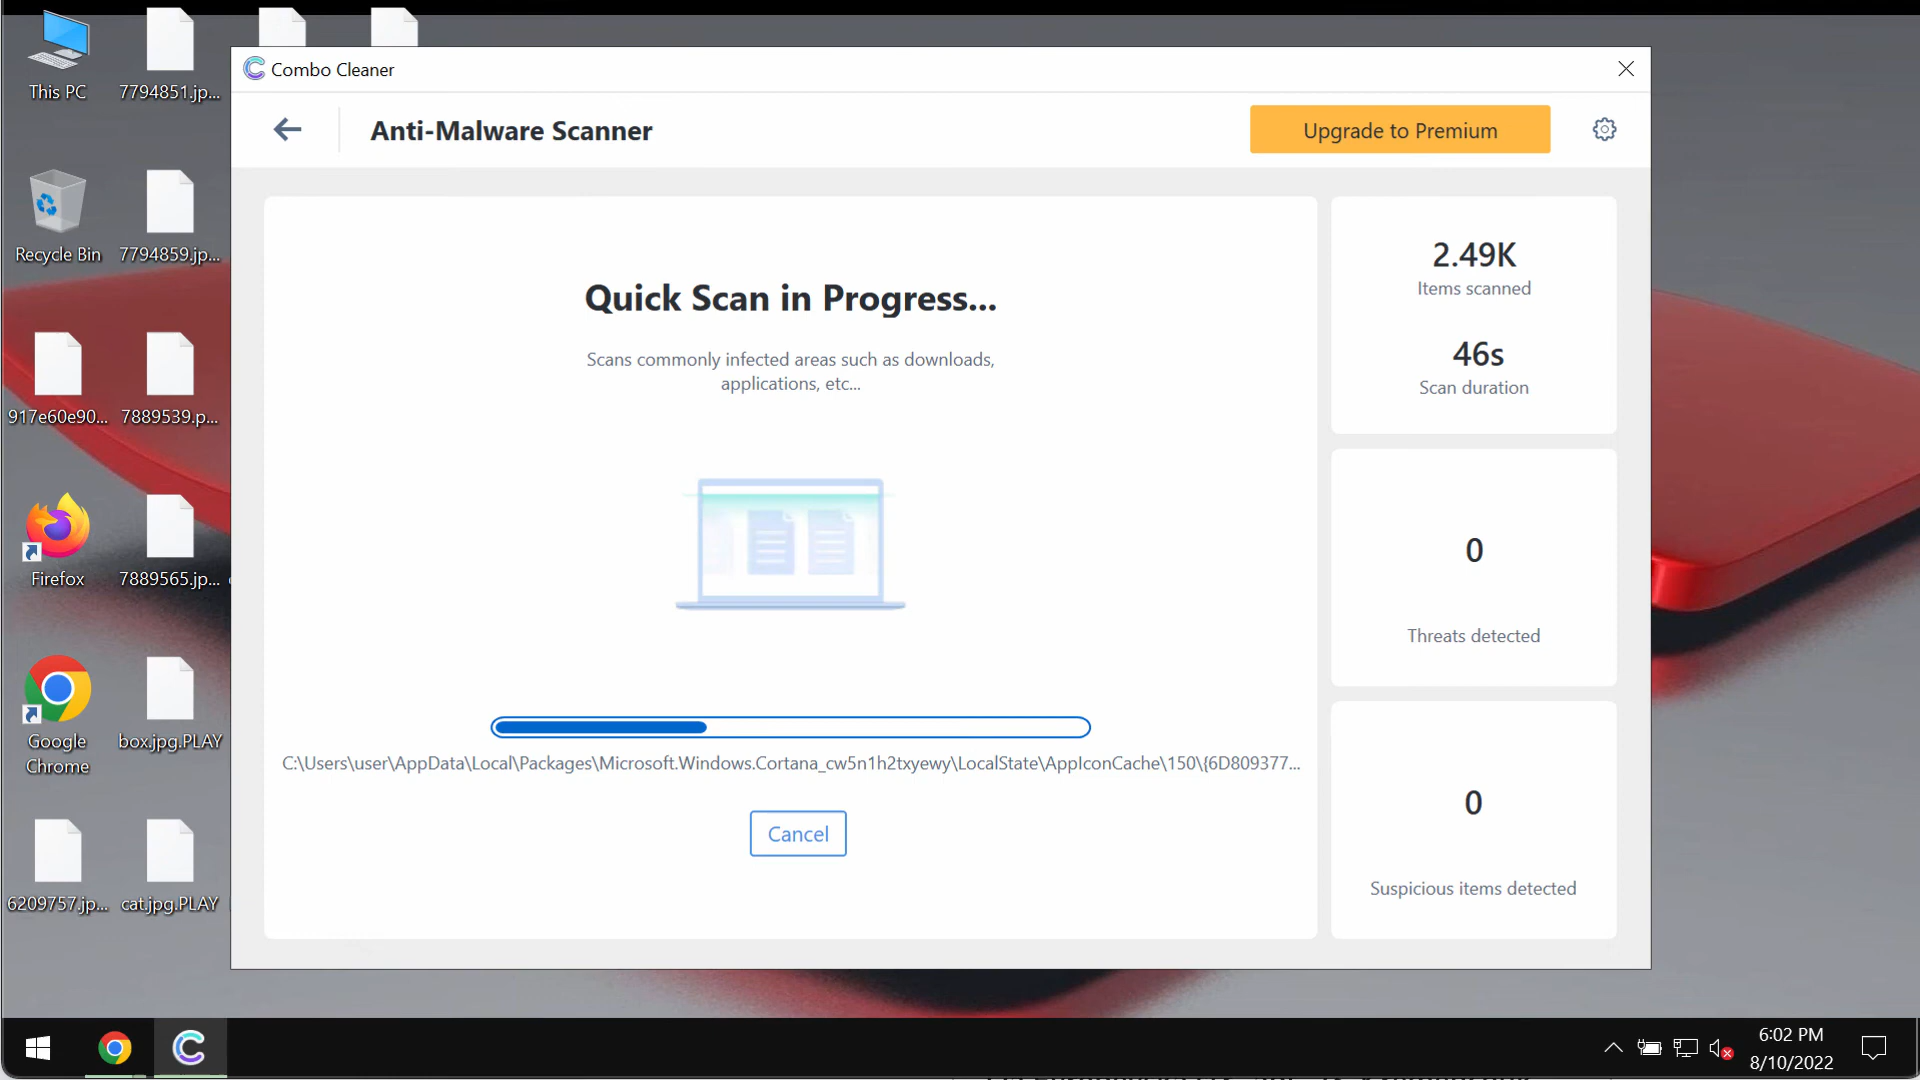 This PC
7794851.jp...
Recycle Bin
7794859.jp...
917e60e90...
7889539.p...
Firefox
7889565.jp...
Google
Chrome
box.jpg.PLAY
6209757.jp...
cat.jpg.PLAY
Combo Cleaner
Anti-Malware Scanner
Upgrade to Premium
Quick Scan in Progress...
Scans commonly infected areas such as downloads,
applications, etc...
C:\Users\user\AppData\Local\Packages\Microsoft.Windows.Cortana_cw5n1h2txyewy\LocalState\AppIconCache\150\{6D809377...
Cancel
2.49K
Items scanned
46s
Scan duration
0
Threats detected
0
Suspicious items detected
6:02 PM
8/10/2022